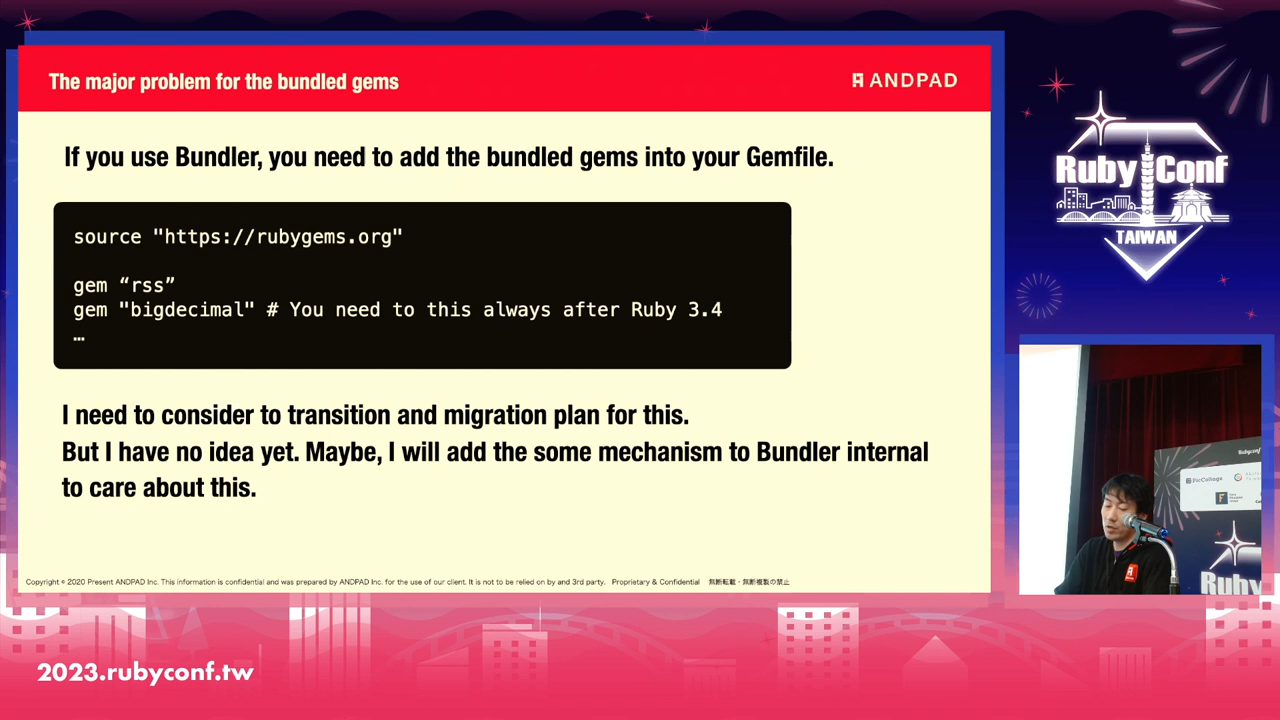 The major problem for the bundled gems
ANDPAD
If you use Bundler, you need to add the bundled gems into your Gemfile.
source "https://rubygems.org"
gem “rss”
gem "bigdecimal" # You need to this always after Ruby 3.4
…
I need to consider to transition and migration plan for this.
But I have no idea yet. Maybe, I will add the some mechanism to Bundler internal
to care about this.
Copyright © 2020 Present ANDPAD Inc. This information is confidential and was prepared by ANDPAD Inc. for the use of our client. It is not to be relied on by and 3rd party. Proprietary & Confidential 無断転載・無断複製の禁止
RubyConf
TAIWAN
Rubyconf
PicCollage
Ruby
2023.rubyconf.tw